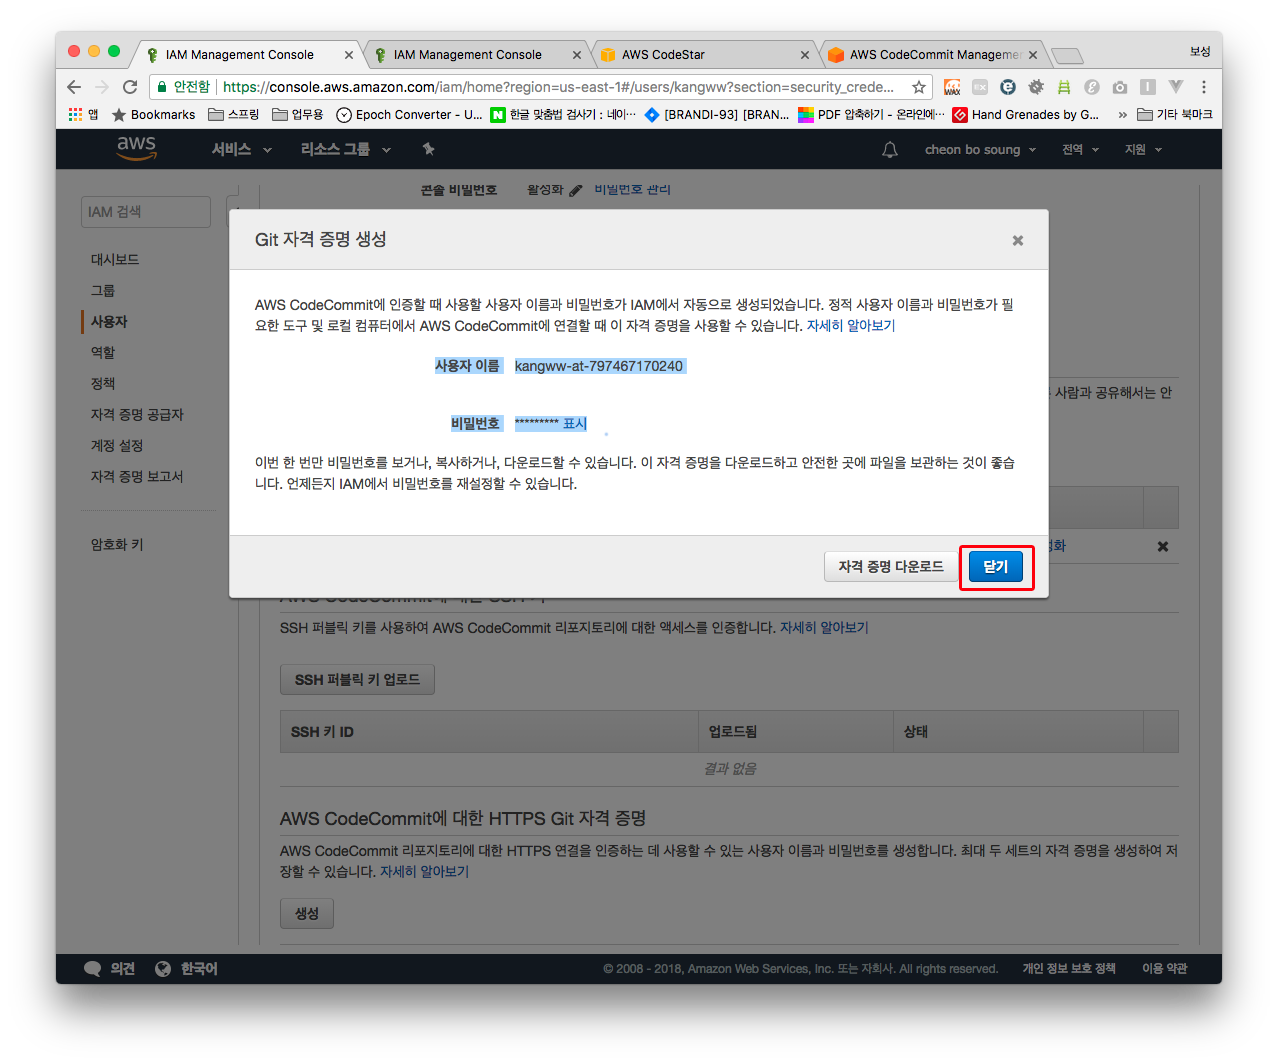 IAM Management Console
IAM Management Console
AWS CodeStar
AWS CodeCommit Manageme
보성
안전함
https://console.aws.amazon.com/iam/home?region=us-east-1#/users/kangww?section=security_crede...
앱
Bookmarks
스프링
업무용
Epoch Converter - U...
한글 맞춤법 검사기 : 네이...
[BRANDI-93] [BRAN...
PDF 압축하기 - 온라인에...
Hand Grenades by G...
»
기타 북마크
aws
서비스
리소스 그룹
cheon bo soung
전역
지원
콘솔 비밀번호
활성화
비밀번호 관리
IAM 검색
대시보드
그룹
사용자
역할
정책
자격 증명 공급자
계정 설정
자격 증명 보고서
암호화 키
Git 자격 증명 생성
AWS CodeCommit에 인증할 때 사용할 사용자 이름과 비밀번호가 IAM에서 자동으로 생성되었습니다. 정적 사용자 이름과 비밀번호가 필
요한 도구 및 로컬 컴퓨터에서 AWS CodeCommit에 연결할 때 이 자격 증명을 사용할 수 있습니다. 자세히 알아보기
사용자 이름 kangww-at-797467170240
사람과 공유해서는 안
비밀번호 ********* 표시
이번 한 번만 비밀번호를 보거나, 복사하거나, 다운로드할 수 있습니다. 이 자격 증명을 다운로드하고 안전한 곳에 파일을 보관하는 것이 좋습
니다. 언제든지 IAM에서 비밀번호를 재설정할 수 있습니다.
자격 증명 다운로드
닫기
SSH 퍼블릭 키를 사용하여 AWS CodeCommit 리포지토리에 대한 액세스를 인증합니다. 자세히 알아보기
SSH 퍼블릭 키 업로드
SSH 키 ID
업로드됨
상태
결과 없음
AWS CodeCommit에 대한 HTTPS Git 자격 증명
AWS CodeCommit 리포지토리에 대한 HTTPS 연결을 인증하는 데 사용할 수 있는 사용자 이름과 비밀번호를 생성합니다. 최대 두 세트의 자격 증명을 생성하여 저
장할 수 있습니다. 자세히 알아보기
생성
의견
한국어
© 2008 - 2018, Amazon Web Services, Inc. 또는 자회사. All rights reserved.
개인 정보 보호 정책
이용 약관